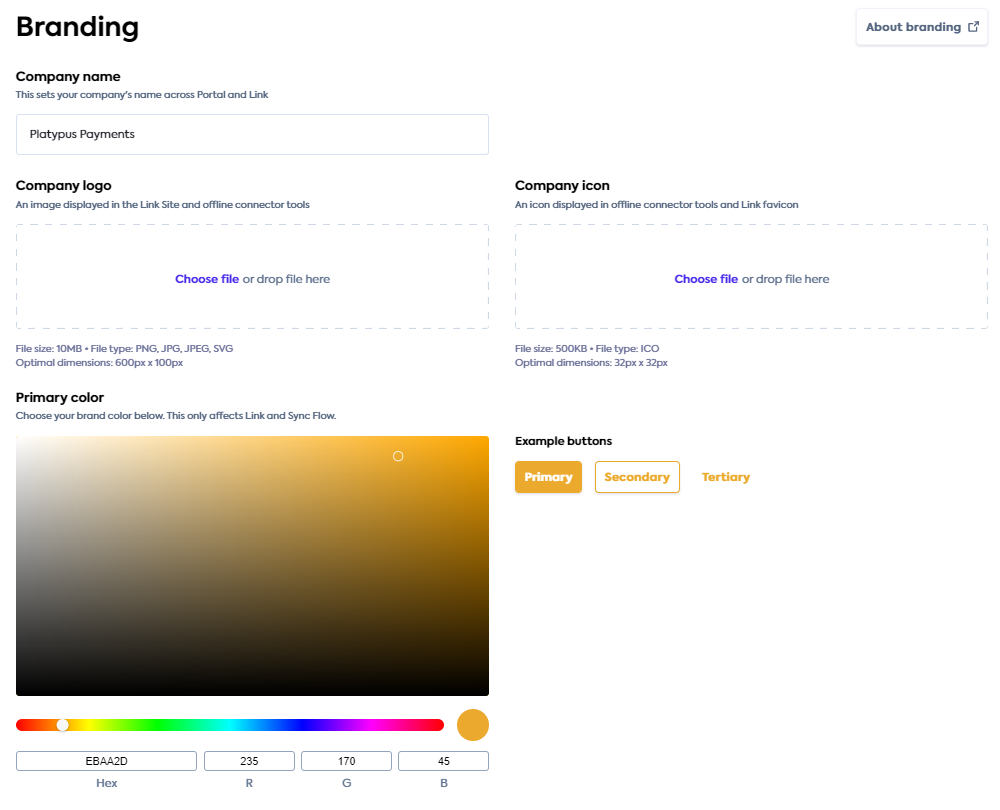 Branding
About branding
Company name
This sets your company's name across Portal and Link
Platypus Payments
Company logo
An image displayed in the Link Site and offline connector tools
Choose file or drop file here
File size: 10MB • File type: PNG, JPG, JPEG, SVG
Optimal dimensions: 600px x 100px
Company icon
An icon displayed in offline connector tools and Link favicon
Choose file or drop file here
File size: 500KB • File type: ICO
Optimal dimensions: 32px x 32px
Primary color
Choose your brand color below. This only affects Link and Sync Flow.
Example buttons
Primary Secondary Tertiary
EBAA2D 235 170 45
Hex R G B